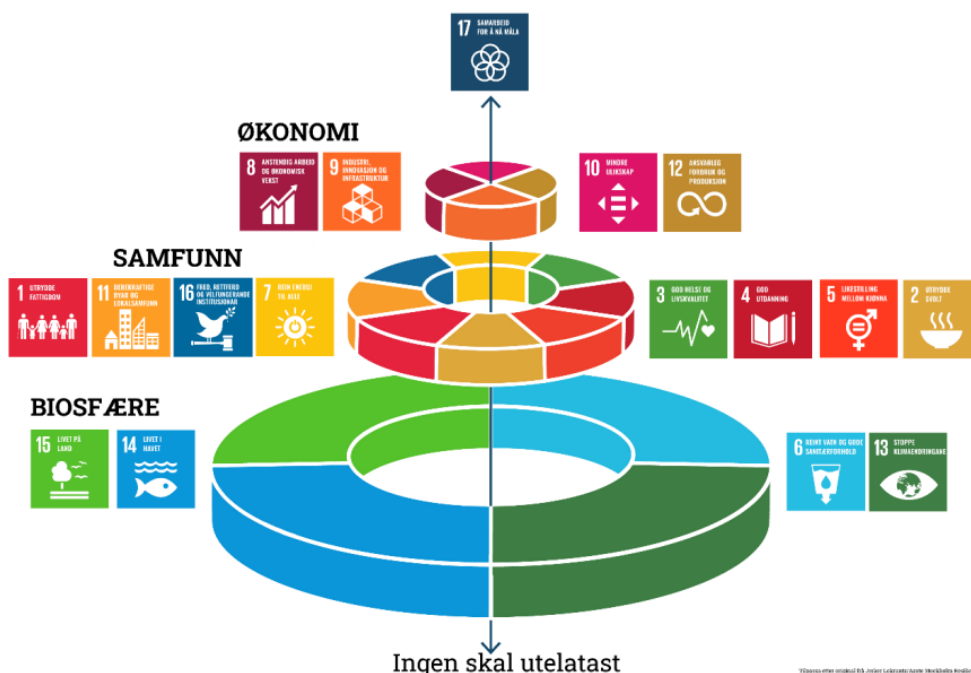 17 SAMARBEID
FOR Å NÅ MÅLA
ØKONOMI
8 ANSTENDIG ARBEID
OG ØKONOMISK
VEKST
9 INDUSTRI,
INNOVASJON OG
INFRASTRUKTUR
10 MINDRE
ULIKSKAP
12 ANSVARLEG
FORBRUK OG
PRODUKSJON
SAMFUNN
1 UTRYDDE
FATTIGDOM
11 BEREKRAFTIGE
BYAR OG
LOKALSAMFUNN
16 FRED, RETTFERD
OG VELFUNGERANDE
INSTITUSJONAR
7 REIN ENERGI
TIL ALLE
3 GOD HELSE OG
LIVSKVALITET
4 GOD
UTDANNING
5 LIKESTILLING
MELLOM KJØNNA
2 UTRYDDE
SVOLT
BIOSFÆRE
15 LIVET PÅ
LAND
14 LIVET I
HAVET
6 REINT VATN OG GODE
SANITÆRFORHOLD
13 STOPPE
KLIMAENDRINGANE
Ingen skal utelatast